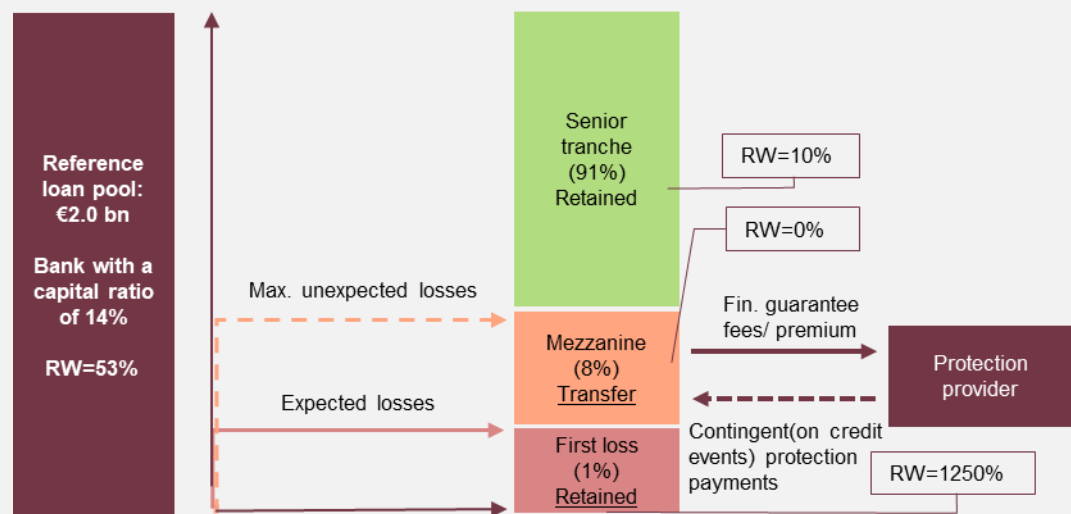 Reference
loan pool:
€2.0 bn
Bank with a
capital ratio
of 14%
RW=53%
Max. unexpected losses
Expected losses
Senior
tranche
(91%)
Retained
Mezzanine
(8%)
Transfer
First loss
(1%)
Retained
RW=10%
RW=0%
Fin. guarantee
fees/ premium
Protection
provider
Contingent(on credit
events) protection
payments
RW=1250%